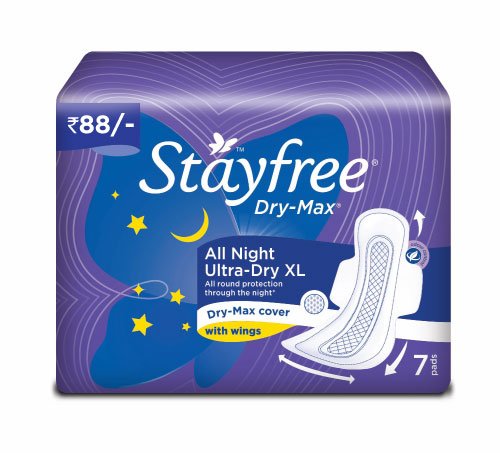 ₹88/-
Stayfree®
™
Dry-Max®
All Night
Ultra-Dry XL
All round protection
through the night*
Dry-Max cover
with wings
7 pads